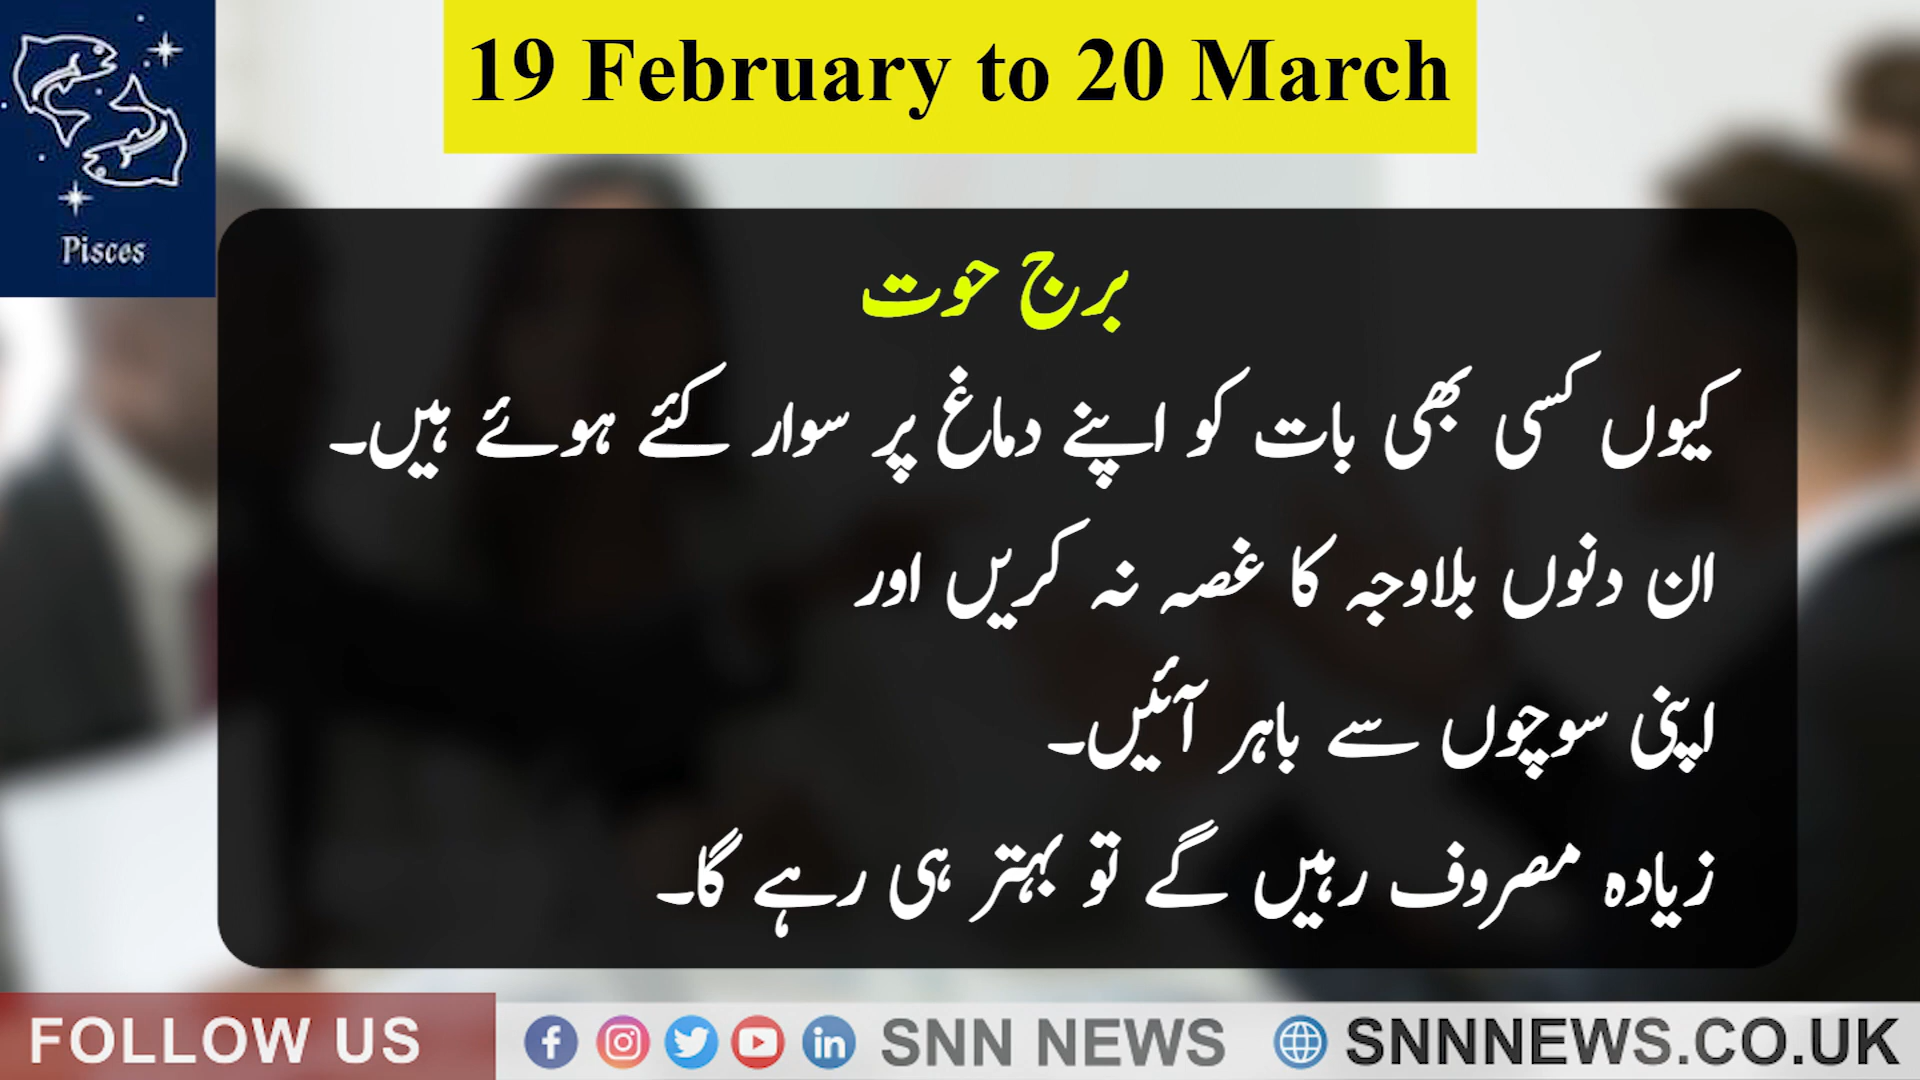 19 February to 20 March
Pisces
برج حوت
کیوں کسی بھی بات کو اپنے دماغ پر سوار کئے ہوئے ہیں۔
ان دنوں بلاوجہ کا غصہ نہ کریں اور
اپنی سوچوں سے باہر آئیں۔
زیادہ مصروف رہیں گے تو بہتر ہی رہے گا۔
FOLLOW US SNN NEWS SNNNEWS.CO.UK